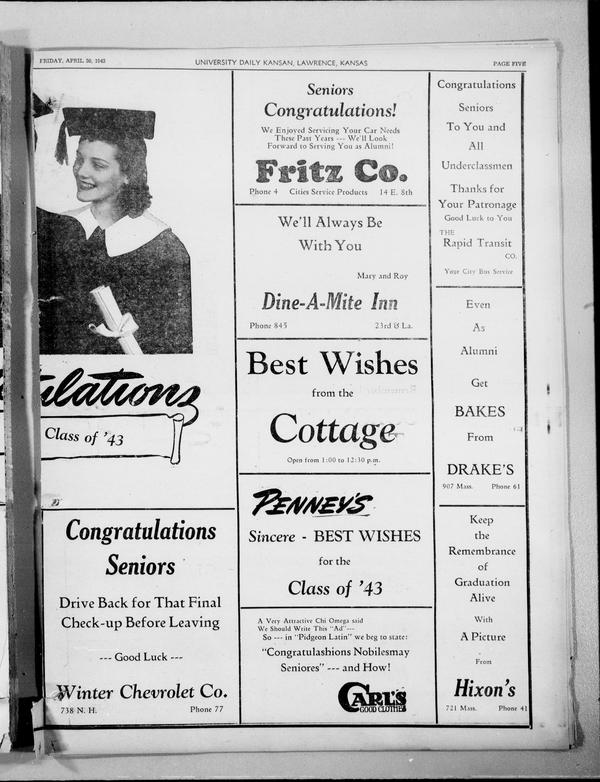 FRIDAY, APRIL 30, 1943
UNIVERSITY DAILY KANSAN, LAWRENCE, KANSAS
PAGE FIVE
ulations
Class of '43
Congratulations
Seniors
Drive Back for That Final
Check-up Before Leaving
--- Good Luck ---
Winter Chevrolet Co.
738 N. H.
Phone 77
Seniors
Congratulations!
We Enjoyed Servicing Your Car Needs
These Past Years --- We'll Look
Forward to Serving You as Alumni!
Fritz Co.
Phone 4 Cities Service Products 14 E. 8th
We'll Always Be
With You
Mary and Roy
Dine-A-Mite Inn
Phone 845 23rd & La.
Best Wishes
from the
Cottage
Open from 1:00 to 12:30 p.m.
PENNEY'S
Sincere - BEST WISHES
for the
Class of '43
A Very Attractive Chi Omega said
We Should Write This "Ad"---
So --- in "Pidgeon Latin" we beg to state:
"Congratulashions Nobilesmay
Seniores" --- and How!
CARL'S
GOOD CLOTHES
Congratulations
Seniors
To You and
All
Underclassmen
Thanks for
Your Patronage
Good Luck to You
THE
Rapid Transit
CO.
Your City Bus Service
Even
As
Alumni
Get
BAKES
From
DRAKE'S
907 Mass. Phone 61
Keep
the
Remembrance
of
Graduation
Alive
With
A Picture
From
Hixon's
721 Mass. Phone 41